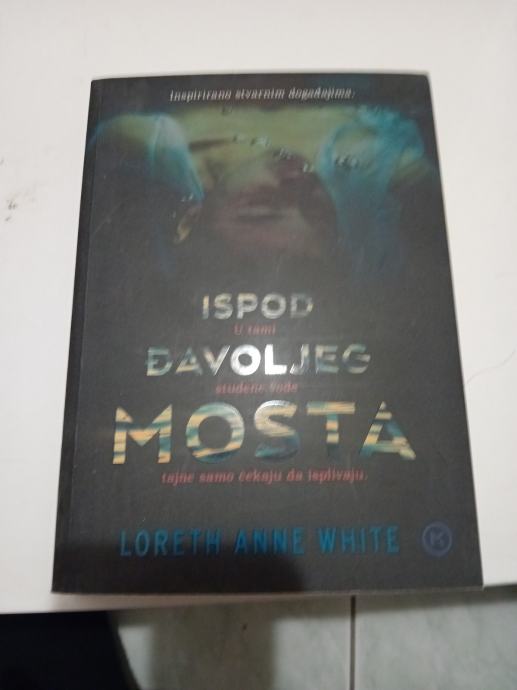 Inspirirano stvarnim događajima.
ISPOD
U tami
ĐAVOLJEG
studene vode
MOSTA
tajne samo čekaju da isplivaju.
LORETH ANNE WHITE